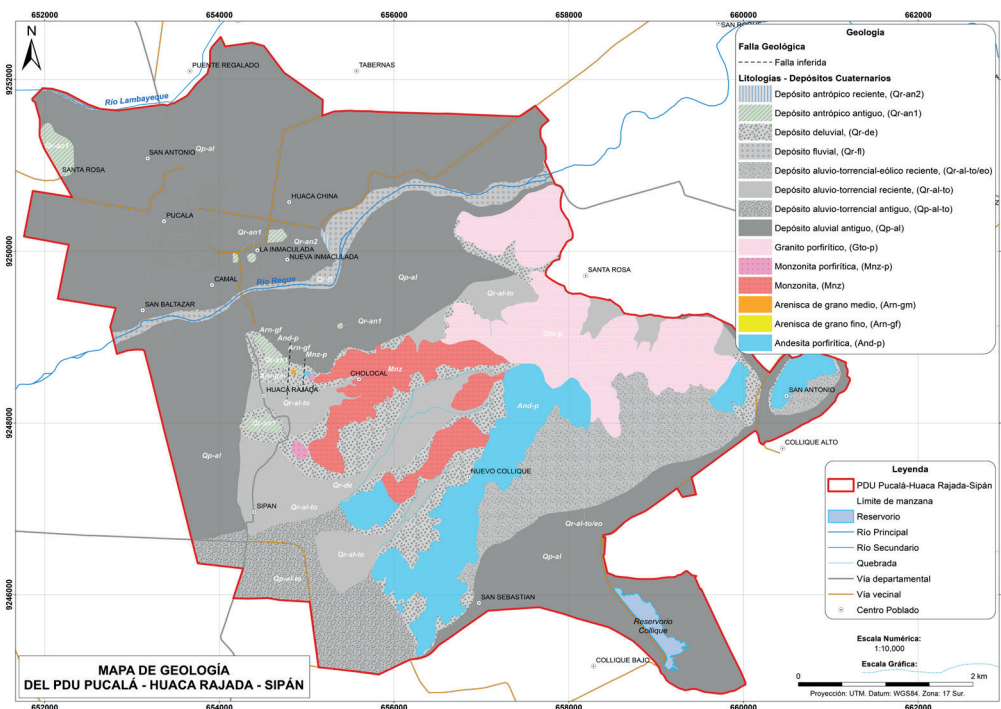 652000
654000
656000
658000
660000
662000
N
9252000
9250000
9248000
9246000
PUENTE REGALADO
TABERNAS
Río Lambayeque
Qr-an1
SANTA ROSA
SAN ANTONIO
Qp-al
HUACA CHINA
PUCALA
Qr-an1
Qr-an2
LA INMACULADA
NUEVA INMACULADA
SANTA ROSA
CAMAL
Río Reque
Qr-fl
Qp-al
SAN BALTAZAR
Qr-al-to
Qr-an1
Arn-gf
And-p
Arn-gf
Mnz-p
Gto-p
Mnz
CHOLOCAL
HUACA RAJADA
Qr-al-to
And-p
SAN ANTONIO
COLLIQUE ALTO
Qp-al
NUEVO COLLIQUE
Qr-de
SIPAN
Qr-al-to
Qr-al-to/eo
Qr-al-to
Qp-al
Qp-al-to
SAN SEBASTIAN
Reservorio
Collique
COLLIQUE BAJO
Geología
Falla Geológica
Falla inferida
Litologías - Depósitos Cuaternarios
Depósito antrópico reciente, (Qr-an2)
Depósito antrópico antiguo, (Qr-an1)
Depósito deluvial, (Qr-de)
Depósito fluvial, (Qr-fl)
Depósito aluvio-torrencial-eólico reciente, (Qr-al-to/eo)
Depósito aluvio-torrencial reciente, (Qr-al-to)
Depósito aluvio-torrencial antiguo, (Qp-al-to)
Depósito aluvial antiguo, (Qp-al)
Granito porfirítico, (Gto-p)
Monzonita porfirítica, (Mnz-p)
Monzonita, (Mnz)
Arenisca de grano medio, (Arn-gm)
Arenisca de grano fino, (Arn-gf)
Andesita porfirítica, (And-p)
Leyenda
PDU Pucalá-Huaca Rajada-Sipán
Límite de manzana
Reservorio
Río Principal
Río Secundario
Quebrada
Vía departamental
Vía vecinal
Centro Poblado
Escala Numérica:
1:10,000
Escala Gráfica:
0 2 km
Proyección: UTM. Datum: WGS84. Zona: 17 Sur.
MAPA DE GEOLOGÍA
DEL PDU PUCALÁ - HUACA RAJADA - SIPÁN
652000
654000
656000
658000
660000
662000